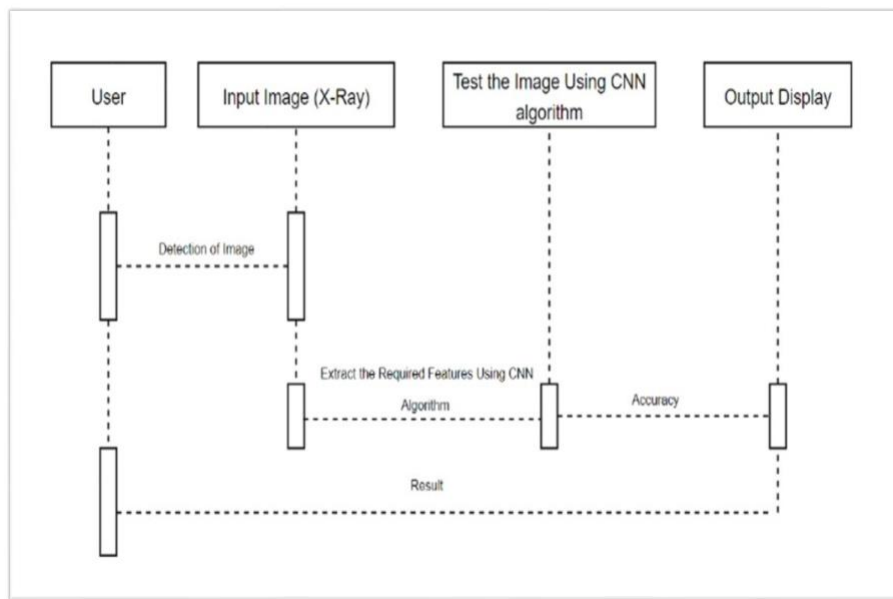 User
Input Image (X-Ray)
Test the Image Using CNN
algorithm
Output Display
Detection of Image
Extract the Required Features Using CNN
Algorithm
Accuracy
Result